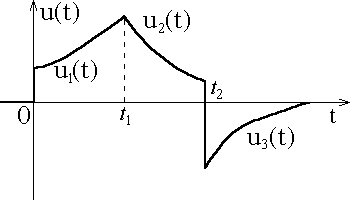 u(t)
u₂(t)
u₁(t)
t₂
0
t₁
t
u₃(t)